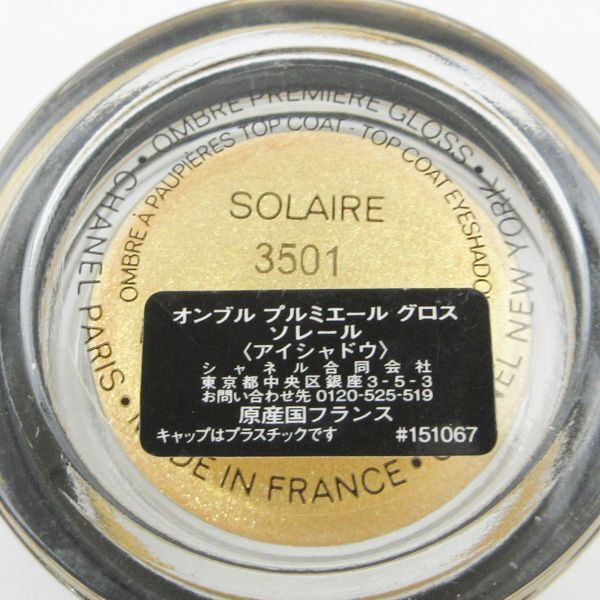 CHANEL PARIS • OMBRE PREMIÈRE GLOSS •
NEL NEW YORK
OMBRE À PAUPIÈRES TOP COAT - TOP COAT EYESHADO
SOLAIRE
3501
オンブル プルミエール グロス
ソレール
〈アイシャドウ〉
シャネル合同会社
東京都中央区銀座3-5-3
お問い合わせ先 0120-525-519
原産国フランス
キャップはプラスチックです #151067
DE IN FRANCE •